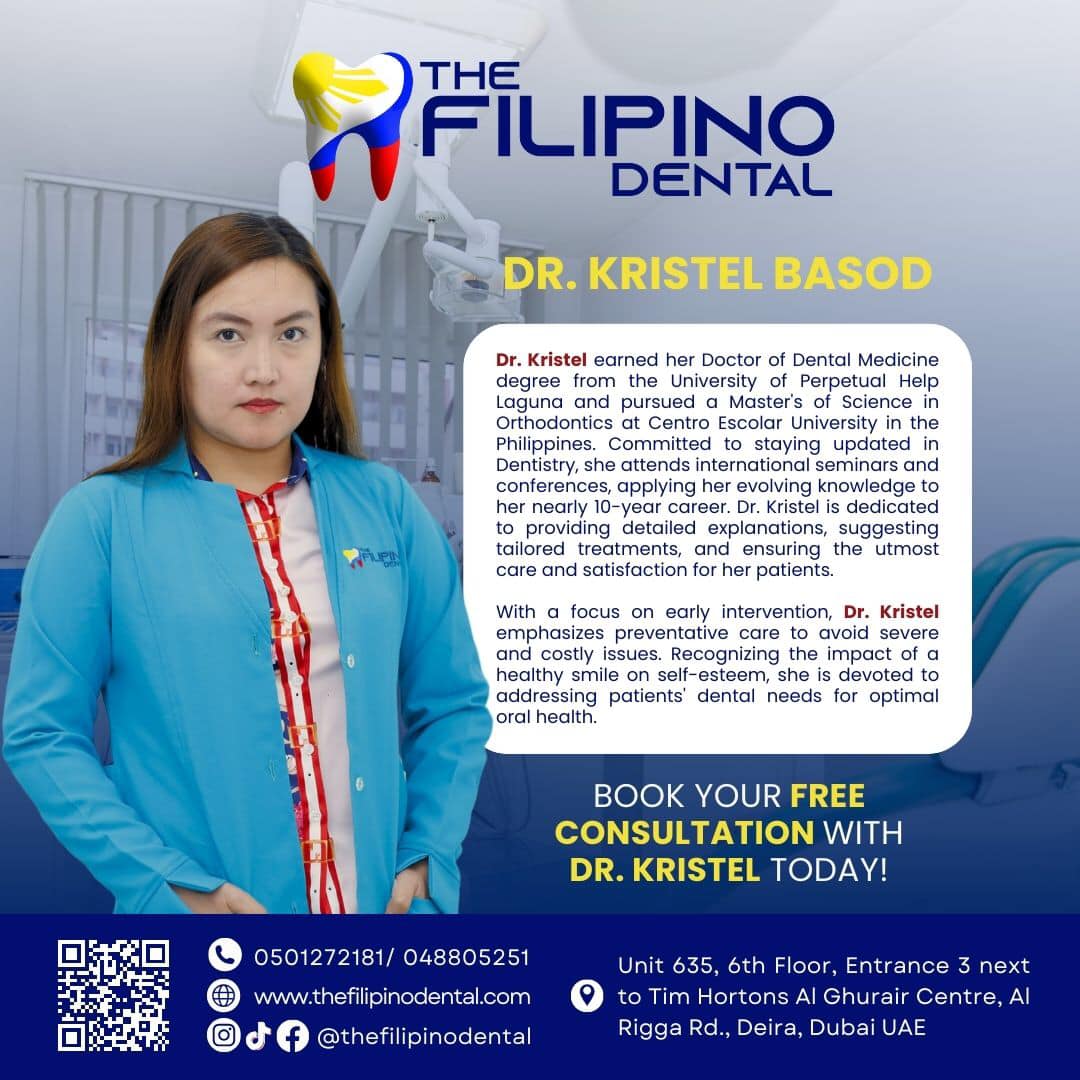 THE
FILIPINO
DENTAL
DR. KRISTEL BASOD
Dr. Kristel earned her Doctor of Dental Medicine
degree from the University of Perpetual Help
Laguna and pursued a Master's of Science in
Orthodontics at Centro Escolar University in the
Philippines. Committed to staying updated in
Dentistry, she attends international seminars and
conferences, applying her evolving knowledge to
her nearly 10-year career. Dr. Kristel is dedicated
to providing detailed explanations, suggesting
tailored treatments, and ensuring the utmost
care and satisfaction for her patients.
With a focus on early intervention, Dr. Kristel
emphasizes preventative care to avoid severe
and costly issues. Recognizing the impact of a
healthy smile on self-esteem, she is devoted to
addressing patients' dental needs for optimal
oral health.
THE
FILIPIN
DENT
BOOK YOUR FREE
CONSULTATION WITH
DR. KRISTEL TODAY!
0501272181/ 048805251
www.thefilipinodental.com
@thefilipinodental
Unit 635, 6th Floor, Entrance 3 next
to Tim Hortons Al Ghurair Centre, Al
Rigga Rd., Deira, Dubai UAE